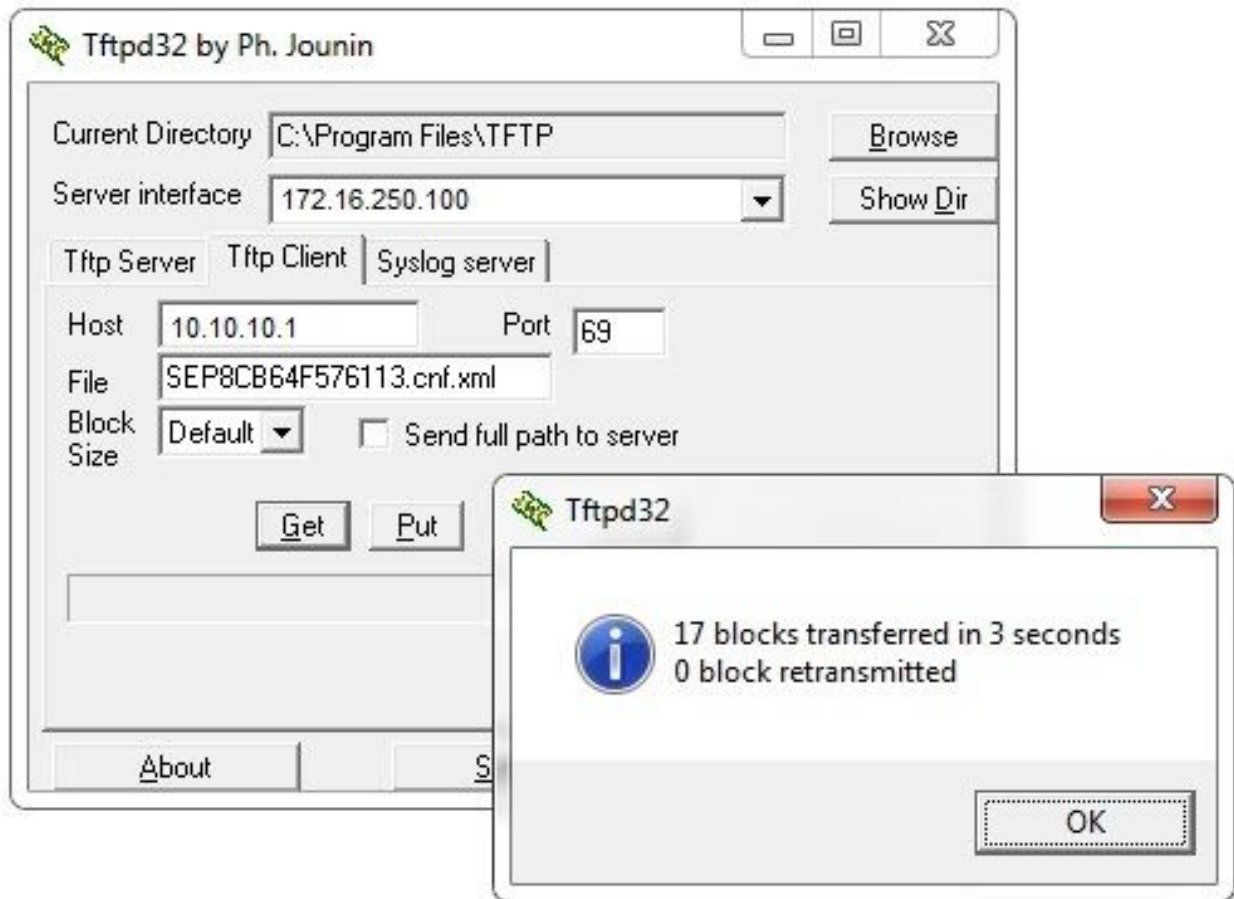 Tftpd32 by Ph. Jounin
Current Directory C:\Program Files\TFTP Browse
Server interface 172.16.250.100 Show Dir
Tftp Server Tftp Client Syslog server
Host 10.10.10.1 Port 69
File SEP8CB64F576113.cnf.xml
Block Size Default Send full path to server
Get Put
About
Tftpd32
17 blocks transferred in 3 seconds
0 block retransmitted
OK